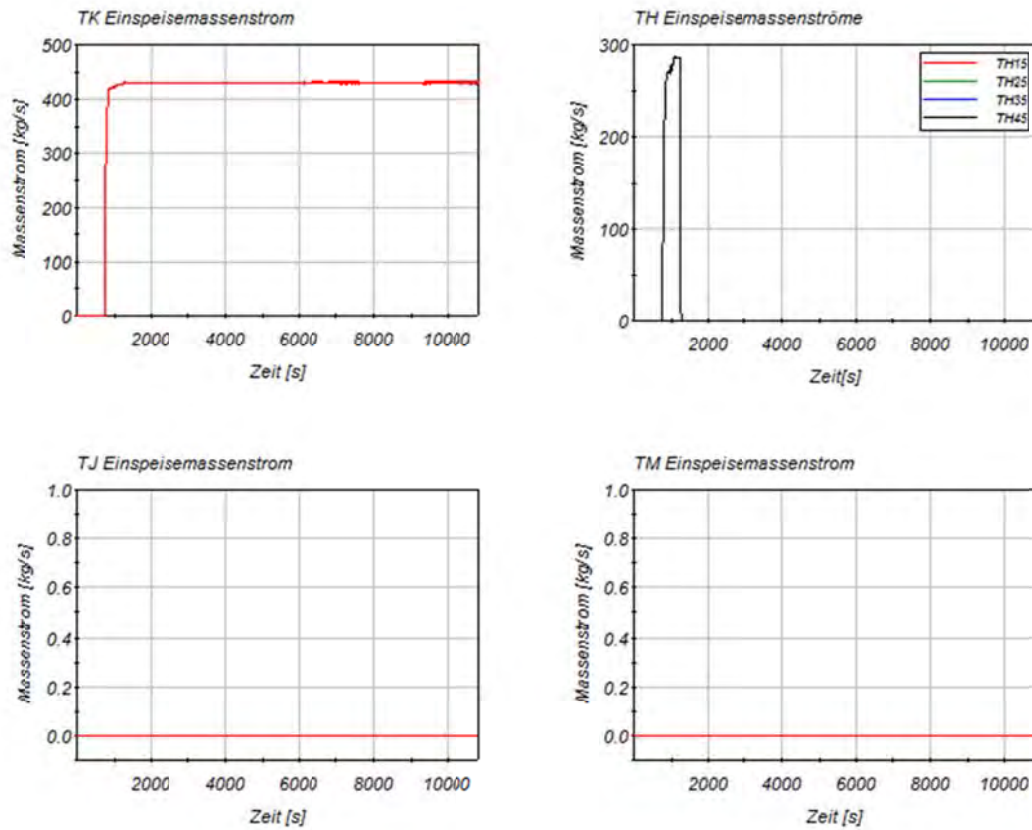 TK Einspeisemassenstrom
500
400
300
200
100
0
Massenstrom [kg/s]
2000 4000 6000 8000 10000
Zeit [s]
TH Einspeisemassenströme
300
200
100
0
Massenstrom [kg/s]
TH15
TH25
TH35
TH45
2000 4000 6000 8000 10000
Zeit[s]
TJ Einspeisemassenstrom
1.0
0.8
0.6
0.4
0.2
0.0
Massenstrom [kg/s]
2000 4000 6000 8000 10000
Zeit [s]
TM Einspeisemassenstrom
1.0
0.8
0.6
0.4
0.2
0.0
Massenstrom [kg/s]
2000 4000 6000 8000 10000
Zeit [s]